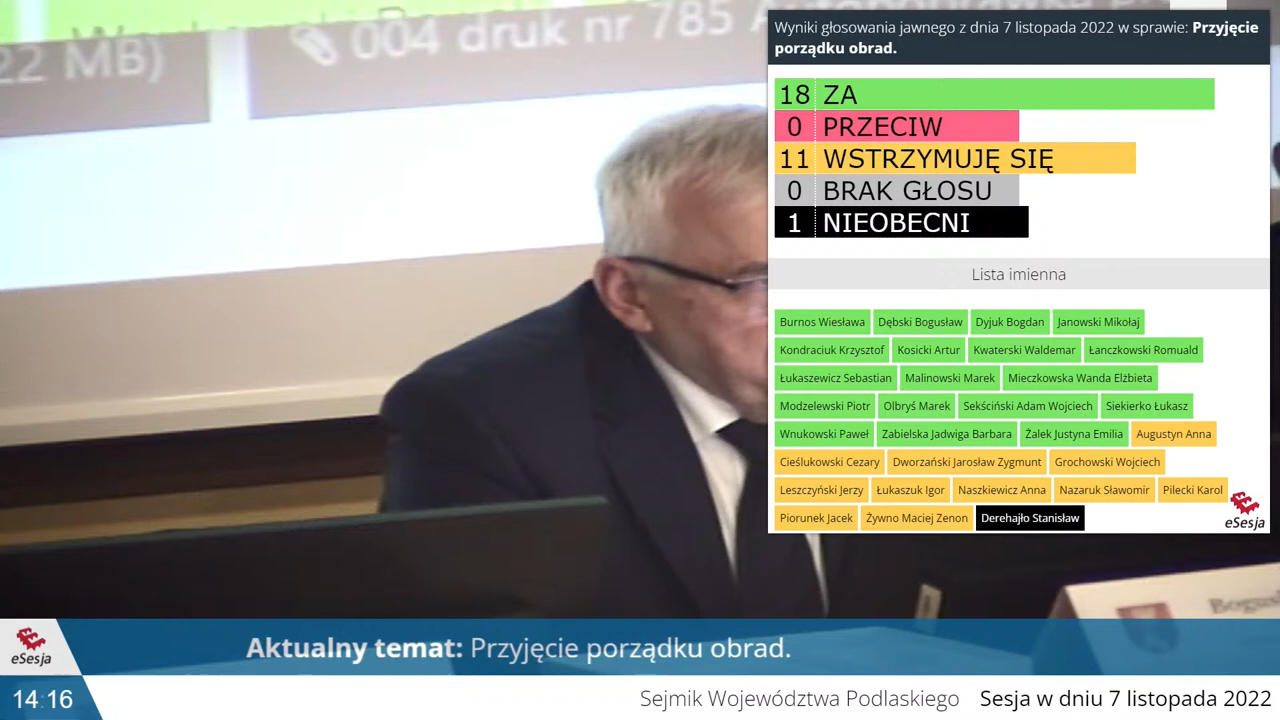 22 MB)
004 druk nr 785
Wyniki głosowania jawnego z dnia 7 listopada 2022 w sprawie: Przyjęcie
porządku obrad.
18 ZA
0 PRZECIW
11 WSTRZYMUJĘ SIĘ
0 BRAK GŁOSU
1 NIEOBECNI
Lista imienna
Burnos Wiesława Dębski Bogusław Dyjuk Bogdan Janowski Mikołaj
Kondraciuk Krzysztof Kosicki Artur Kwaterski Waldemar Łanczkowski Romuald
Łukaszewicz Sebastian Malinowski Marek Mieczkowska Wanda Elżbieta
Modzelewski Piotr Olbryś Marek Sekściński Adam Wojciech Siekierko Łukasz
Wnukowski Paweł Zabielska Jadwiga Barbara Żalek Justyna Emilia Augustyn Anna
Cieślukowski Cezary Dworzański Jarosław Zygmunt Grochowski Wojciech
Leszczyński Jerzy Łukaszuk Igor Naszkiewicz Anna Nazaruk Sławomir Pilecki Karol
Piorunek Jacek Żywno Maciej Zenon Derehajło Stanisław
eSesja
eSesja
Aktualny temat: Przyjęcie porządku obrad.
14:16
Sejmik Województwa Podlaskiego Sesja w dniu 7 listopada 2022